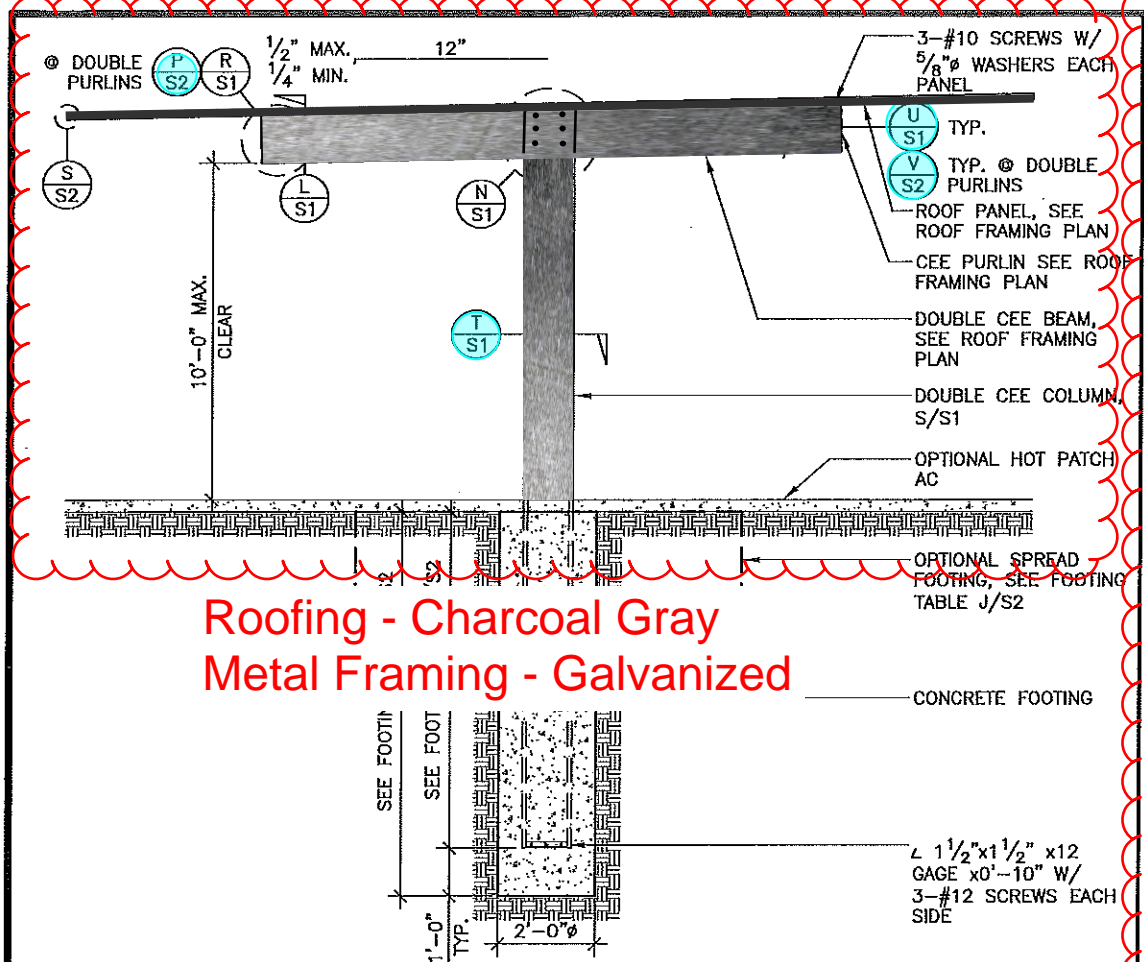 @ DOUBLE
PURLINS
P
S2
R
S1
1/2" MAX.
1/4" MIN.
12"
3-#10 SCREWS W/
5/8"ø WASHERS EACH
PANEL
U
S1
TYP.
V
S2
TYP. @ DOUBLE
PURLINS
S
S2
L
S1
N
S1
ROOF PANEL, SEE
ROOF FRAMING PLAN
CEE PURLIN SEE ROOF
FRAMING PLAN
10'-0" MAX.
CLEAR
T
S1
DOUBLE CEE BEAM,
SEE ROOF FRAMING
PLAN
DOUBLE CEE COLUMN,
S/S1
OPTIONAL HOT PATCH
AC
OPTIONAL SPREAD
FOOTING, SEE FOOTING
TABLE J/S2
Roofing - Charcoal Gray
Metal Framing - Galvanized
CONCRETE FOOTING
SEE FOOTIN
SEE FOOT
∠ 1 1/2"x1 1/2" x12
GAGE x0'-10" W/
3-#12 SCREWS EACH
SIDE
1'-0"
TYP.
2'-0"ø